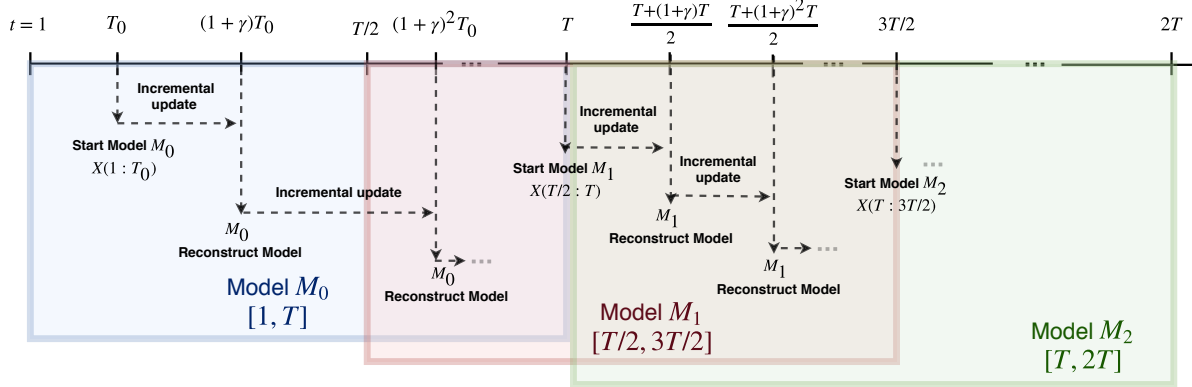 t = 1
T₀
(1 + γ)T₀
T/2
(1 + γ)²T₀
T
T+(1+γ)T
2
T+(1+γ)²T
2
3T/2
2T
...
...
...
Incremental
update
Start Model M₀
X(1 : T₀)
Incremental update
M₀
Reconstruct Model
M₀
Reconstruct Model
...
Model M₀
[1, T]
Incremental
update
Start Model M₁
X(T/2 : T)
Incremental
update
M₁
Reconstruct Model
M₁
Reconstruct Model
...
Model M₁
[T/2, 3T/2]
...
Start Model M₂
X(T : 3T/2)
Model M₂
[T, 2T]